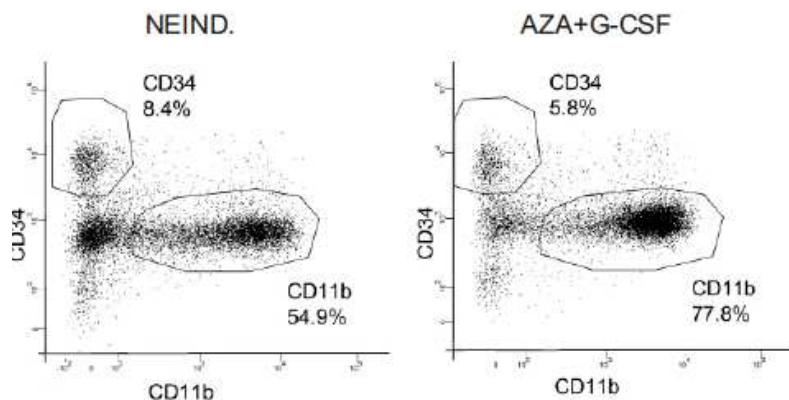 NEIND.
AZA+G-CSF
CD34
8.4%
CD34
CD11b
54.9%
CD11b
CD34
5.8%
CD34
CD11b
77.8%
CD11b